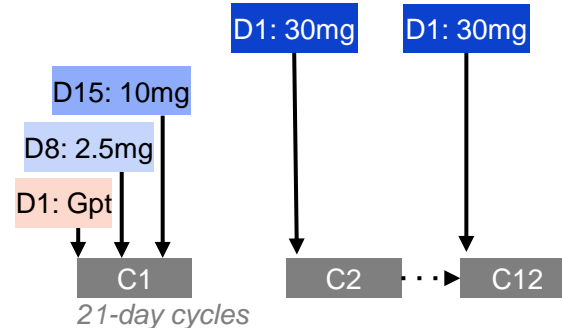 D1: 30mg
D1: 30mg
D15: 10mg
D8: 2.5mg
D1: Gpt
C1
C2
C12
21-day cycles